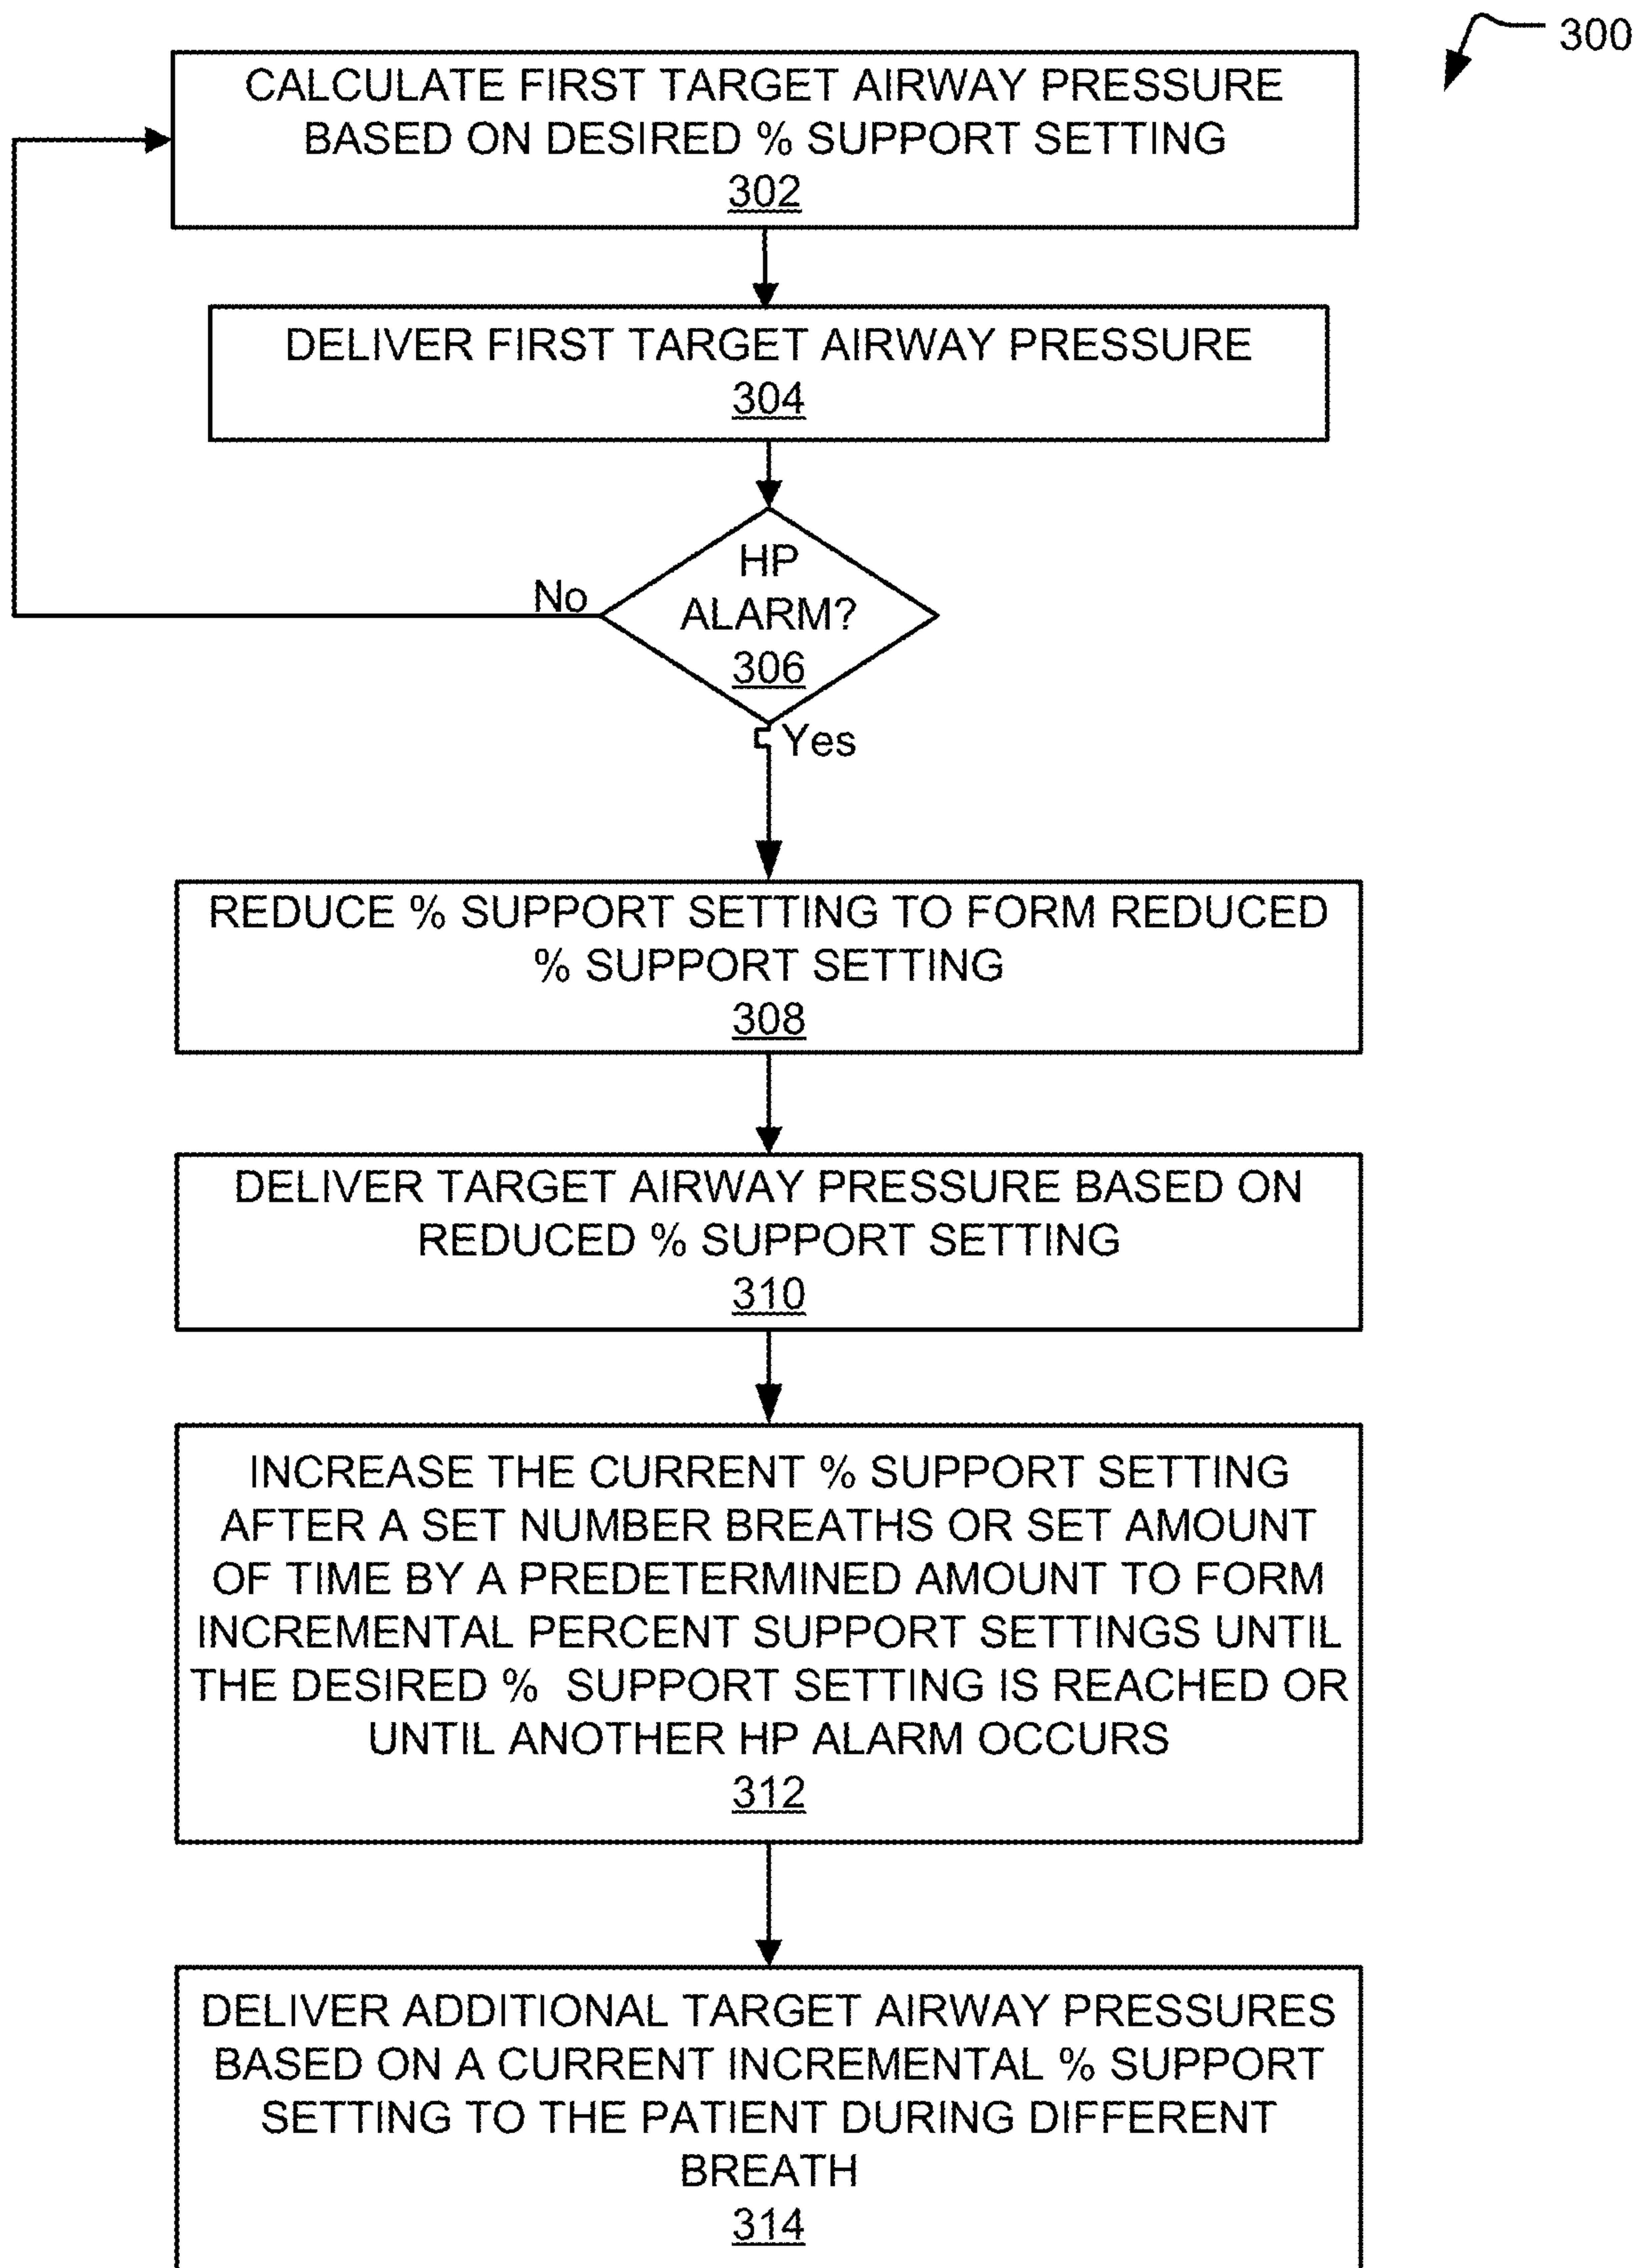 300
CALCULATE FIRST TARGET AIRWAY PRESSURE
BASED ON DESIRED % SUPPORT SETTING
302
DELIVER FIRST TARGET AIRWAY PRESSURE
304
HP
No
ALARM?
306
Yes
REDUCE % SUPPORT SETTING TO FORM REDUCED
% SUPPORT SETTING
308
DELIVER TARGET AIRWAY PRESSURE BASED ON
REDUCED % SUPPORT SETTING
310
INCREASE THE CURRENT % SUPPORT SETTING
AFTER A SET NUMBER BREATHS OR SET AMOUNT
OF TIME BY A PREDETERMINED AMOUNT TO FORM
INCREMENTAL PERCENT SUPPORT SETTINGS UNTIL
THE DESIRED % SUPPORT SETTING IS REACHED OR
UNTIL ANOTHER HP ALARM OCCURS
312
DELIVER ADDITIONAL TARGET AIRWAY PRESSURES
BASED ON A CURRENT INCREMENTAL % SUPPORT
SETTING TO THE PATIENT DURING DIFFERENT
BREATH
314